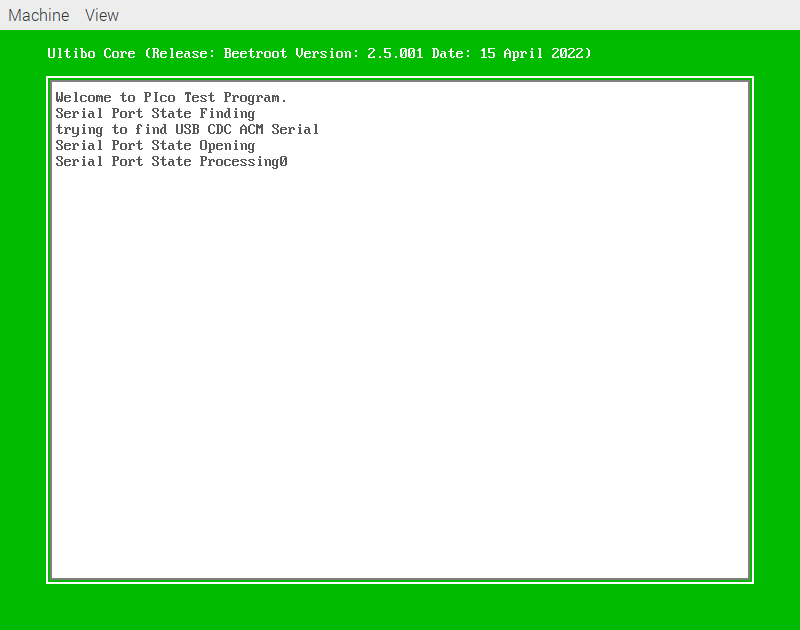 Machine View
Ultibo Core (Release: Beetroot Version: 2.5.001 Date: 15 April 2022)
Welcome to PIco Test Program.
Serial Port State Finding
trying to find USB CDC ACM Serial
Serial Port State Opening
Serial Port State Processing0